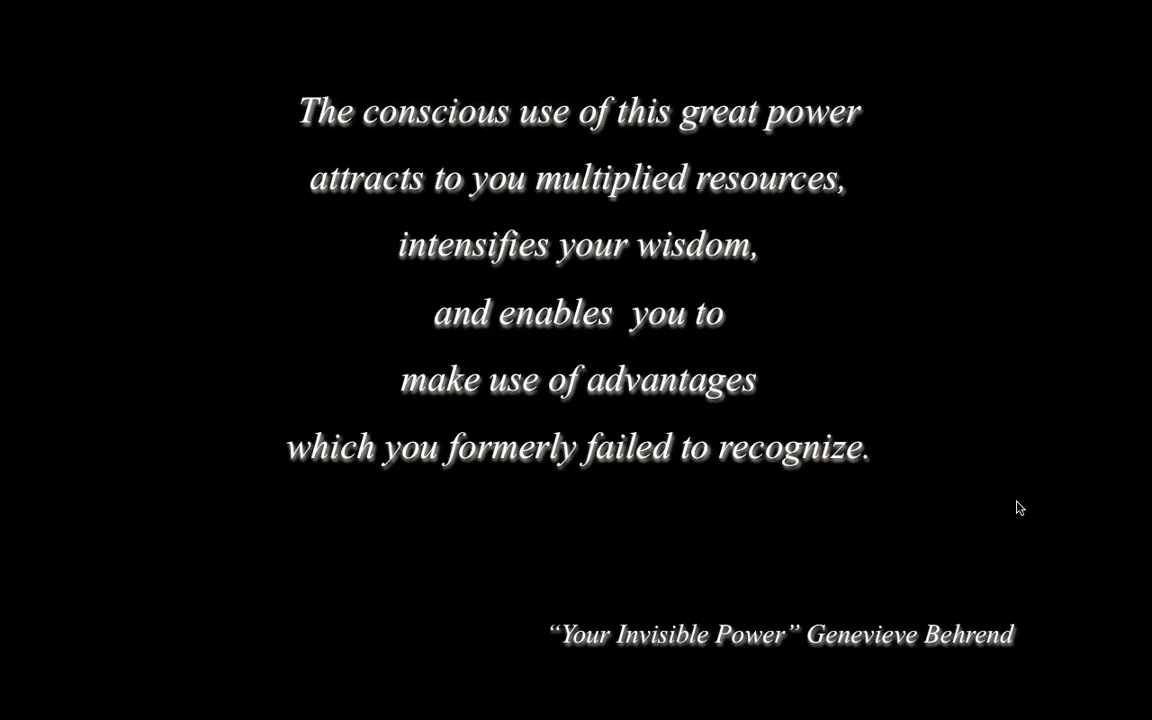 The conscious use of this great power
attracts to you multiplied resources,
intensifies your wisdom,
and enables  you to
make use of advantages
which you formerly failed to recognize.
“Your Invisible Power” Genevieve Behrend